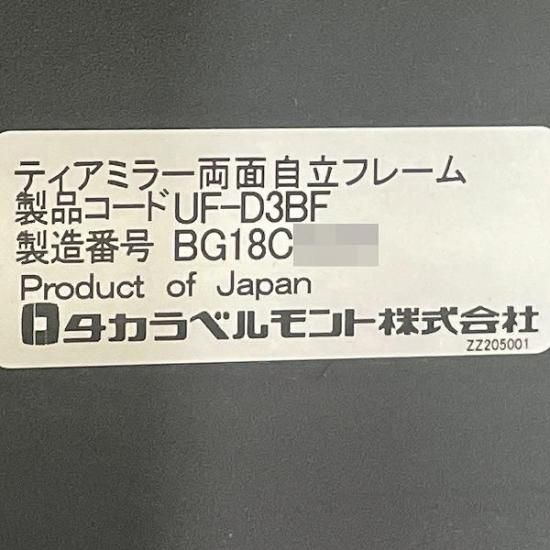 ティアミラー両面自立フレーム
製品コードUF-D3BF
製造番号 BG18C
Product of Japan
タカラベルモント株式会社
ZZ205001